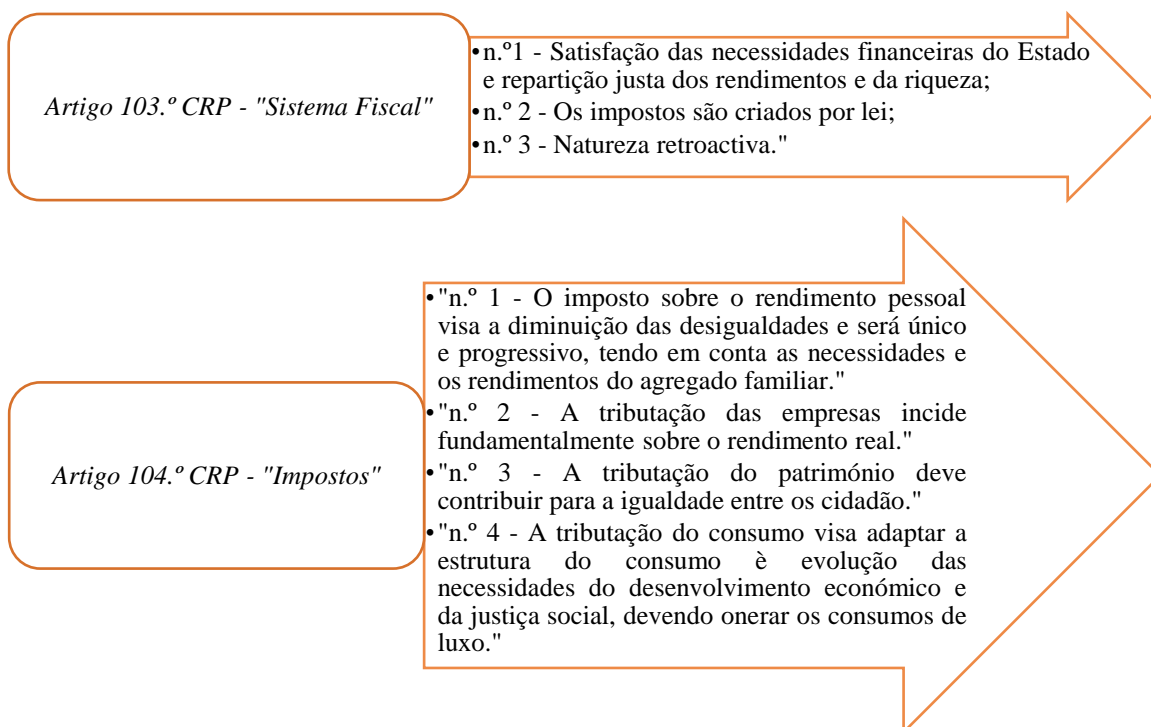 Artigo 103.º CRP - "Sistema Fiscal"
•n.º1 - Satisfação das necessidades financeiras do Estado
e repartição justa dos rendimentos e da riqueza;
•n.º 2 - Os impostos são criados por lei;
•n.º 3 - Natureza retroactiva."
Artigo 104.º CRP - "Impostos"
•"n.º 1 - O imposto sobre o rendimento pessoal
visa a diminuição das desigualdades e será único
e progressivo, tendo em conta as necessidades e
os rendimentos do agregado familiar."
•"n.º 2 - A tributação das empresas incide
fundamentalmente sobre o rendimento real."
•"n.º 3 - A tributação do património deve
contribuir para a igualdade entre os cidadão."
•"n.º 4 - A tributação do consumo visa adaptar a
estrutura do consumo è evolução das
necessidades do desenvolvimento económico e
da justiça social, devendo onerar os consumos de
luxo."